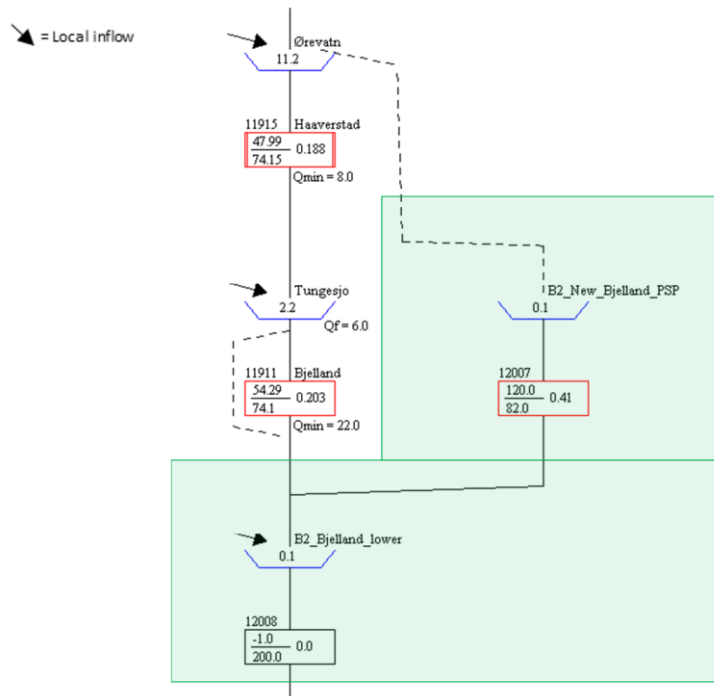 = Local inflow
Ørevatn
11.2
11915 Haaverstad
47.99
74.15
0.188
Qmin = 8.0
Tungesjo
2.2
Qf = 6.0
B2_New_Bjelland_PSP
0.1
11911 Bjelland
54.29
74.1
0.203
Qmin = 22.0
12007
120.0
82.0
0.41
B2_Bjelland_lower
0.1
12008
-1.0
200.0
0.0